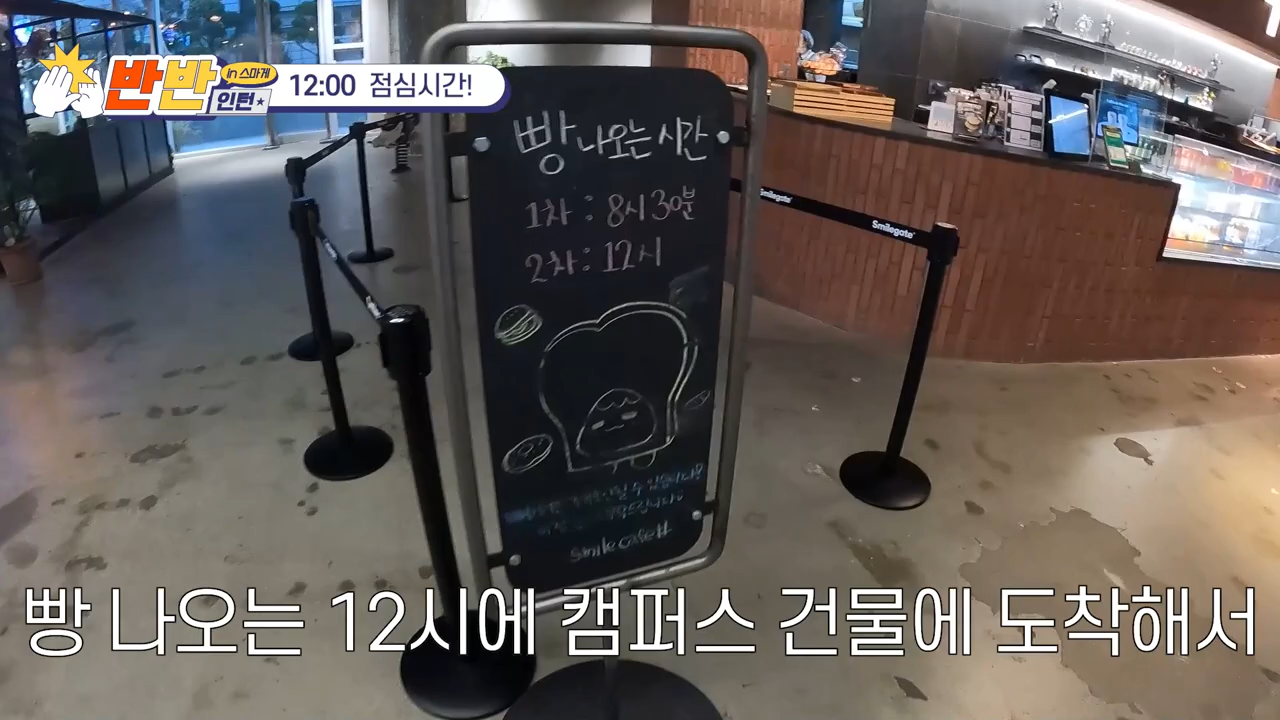 반반
in 스마게
인턴
12:00 점심시간!
빵 나오는 시간
1차 : 8시 30분
2차 : 12시
Smilegate
Smilegate
Smile Cafe
빵 나오는 12시에 캠퍼스 건물에 도착해서